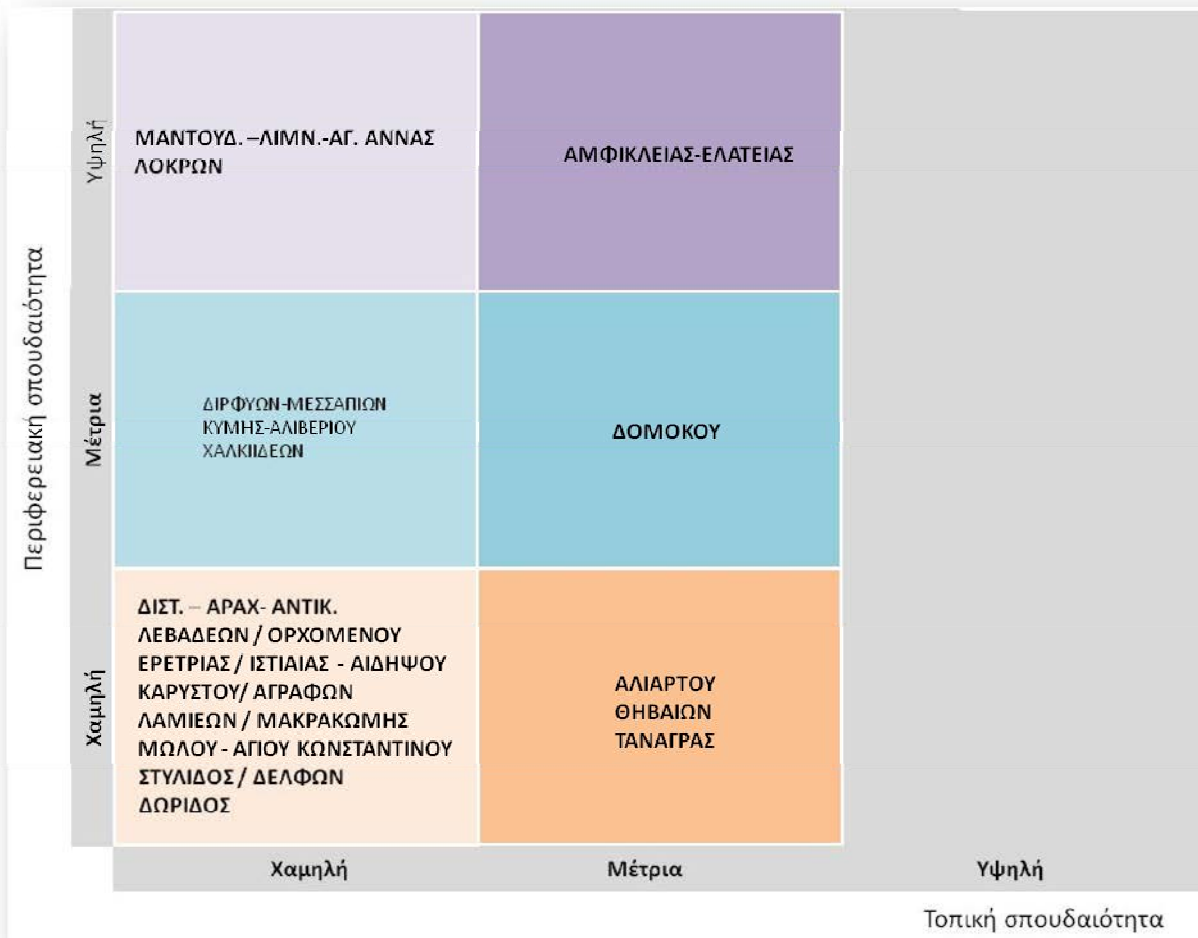 Περιφερειακή σπουδαιότητα
Υψηλή
ΜΑΝΤΟΥΔ. –ΛΙΜΝ.-ΑΓ. ΑΝΝΑΣ
ΛΟΚΡΩΝ
ΑΜΦΙΚΛΕΙΑΣ-ΕΛΑΤΕΙΑΣ
Μέτρια
ΔΙΡΦΥΩΝ-ΜΕΣΣΑΠΙΩΝ
ΚΥΜΗΣ-ΑΛΙΒΕΡΙΟΥ
ΧΑΛΚΙΙΔΕΩΝ
ΔΟΜΟΚΟΥ
Χαμηλή
ΔΙΣΤ. – ΑΡΑΧ- ΑΝΤΙΚ.
ΛΕΒΑΔΕΩΝ / ΟΡΧΟΜΕΝΟΥ
ΕΡΕΤΡΙΑΣ / ΙΣΤΙΑΙΑΣ - ΑΙΔΗΨΟΥ
ΚΑΡΥΣΤΟΥ/ ΑΓΡΑΦΩΝ
ΛΑΜΙΕΩΝ / ΜΑΚΡΑΚΩΜΗΣ
ΜΩΛΟΥ - ΑΓΙΟΥ ΚΩΝΣΤΑΝΤΙΝΟΥ
ΣΤΥΛΙΔΟΣ / ΔΕΛΦΩΝ
ΔΩΡΙΔΟΣ
ΑΛΙΑΡΤΟΥ
ΘΗΒΑΙΩΝ
ΤΑΝΑΓΡΑΣ
Χαμηλή
Μέτρια
Υψηλή
Τοπική σπουδαιότητα